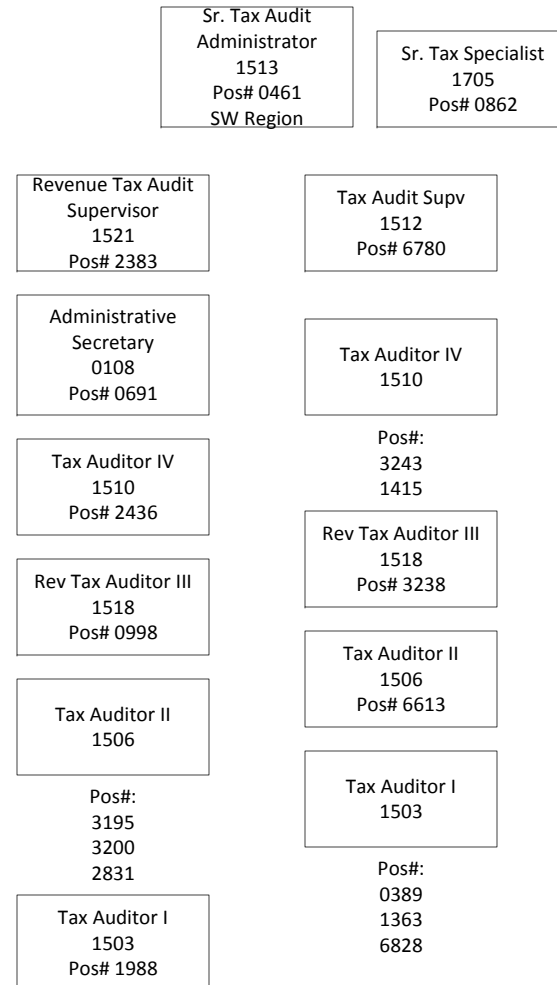 Sr. Tax Audit
Administrator
1513
Pos# 0461
SW Region
Sr. Tax Specialist
1705
Pos# 0862
Revenue Tax Audit
Supervisor
1521
Pos# 2383
Administrative
Secretary
0108
Pos# 0691
Tax Auditor IV
1510
Pos# 2436
Rev Tax Auditor III
1518
Pos# 0998
Tax Auditor II
1506
Pos#:
3195
3200
2831
Tax Auditor I
1503
Pos# 1988
Tax Audit Supv
1512
Pos# 6780
Tax Auditor IV
1510
Pos#:
3243
1415
Rev Tax Auditor III
1518
Pos# 3238
Tax Auditor II
1506
Pos# 6613
Tax Auditor I
1503
Pos#:
0389
1363
6828